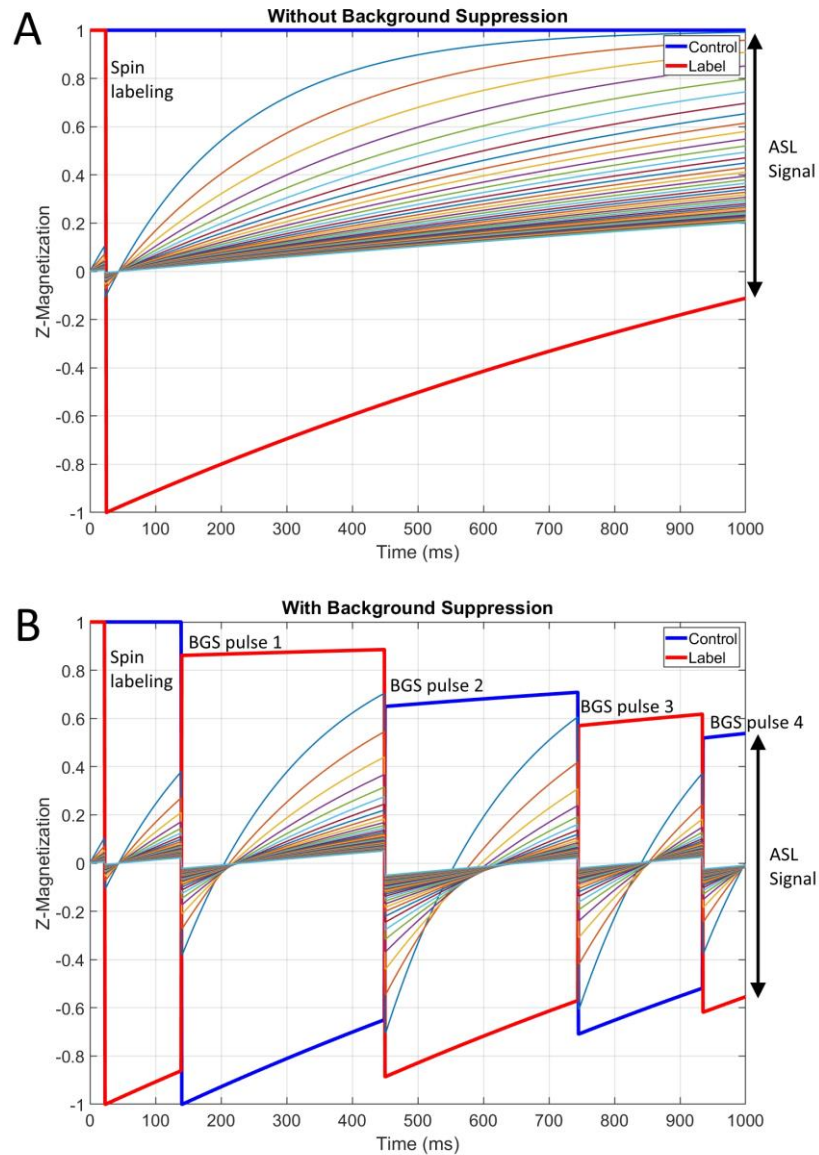 A
Without Background Suppression
Control
Label
Spin
labeling
ASL
Signal
Z-Magnetization
1
0.8
0.6
0.4
0.2
0
-0.2
-0.4
-0.6
-0.8
-1
0 100 200 300 400 500 600 700 800 900 1000
Time (ms)
B
With Background Suppression
Control
Label
Spin
labeling
BGS pulse 1
BGS pulse 2
BGS pulse 3
BGS pulse 4
ASL
Signal
Z-Magnetization
1
0.8
0.6
0.4
0.2
0
-0.2
-0.4
-0.6
-0.8
-1
0 100 200 300 400 500 600 700 800 900 1000
Time (ms)